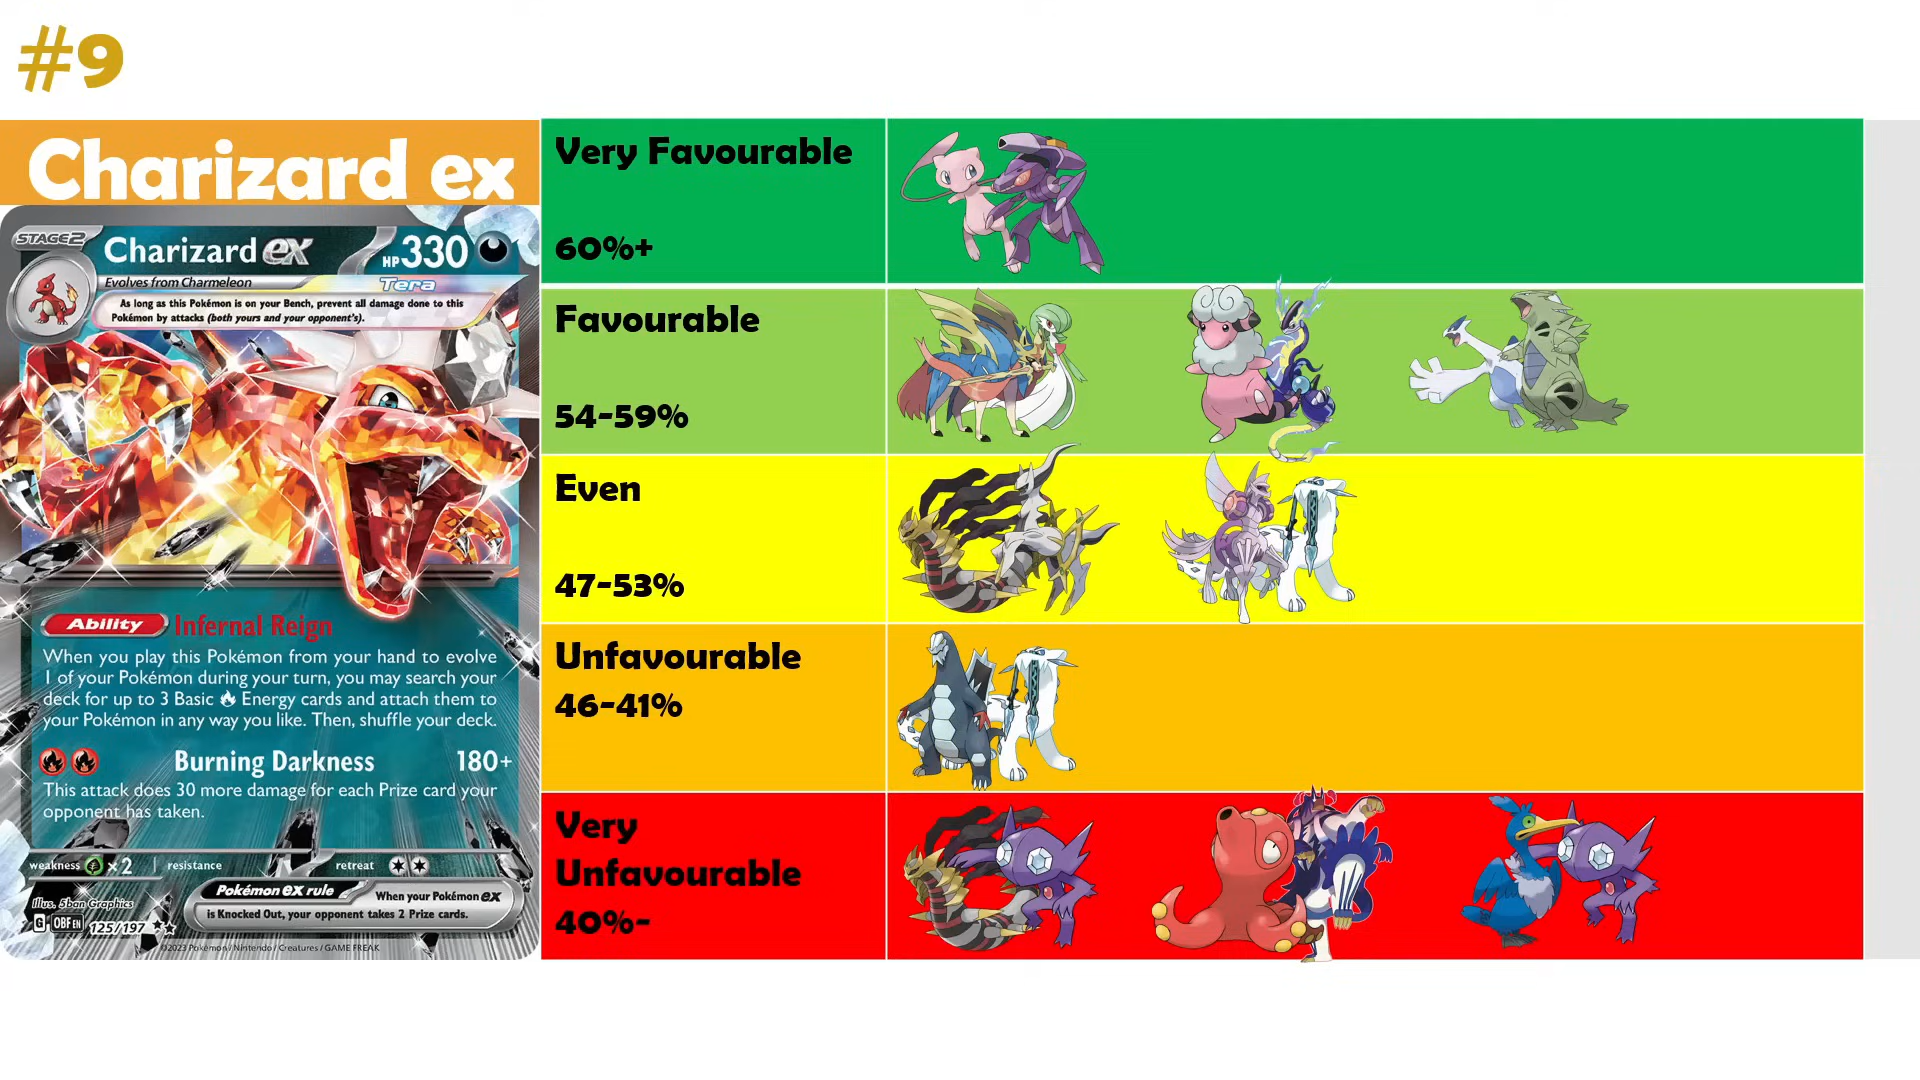 #9
Charizard ex
STAGE2
Charizard ex HP 330
Evolves from Charmeleon
Tera
As long as this Pokémon is on your Bench, prevent all damage done to this
Pokémon by attacks (both yours and your opponent's).
Ability Infernal Reign
When you play this Pokémon from your hand to evolve
1 of your Pokémon during your turn, you may search your
deck for up to 3 Basic Energy cards and attach them to
your Pokémon in any way you like. Then, shuffle your deck.
Burning Darkness 180+
This attack does 30 more damage for each Prize card your
opponent has taken.
weakness ×2 resistance retreat
Illus. 5ban Graphics
G OBF EN 125/197
Pokémon ex rule When your Pokémon ex
is Knocked Out, your opponent takes 2 Prize cards.
©2023 Pokémon / Nintendo / Creatures / GAME FREAK
Very Favourable
60%+
Favourable
54-59%
Even
47-53%
Unfavourable
46-41%
Very
Unfavourable
40%-